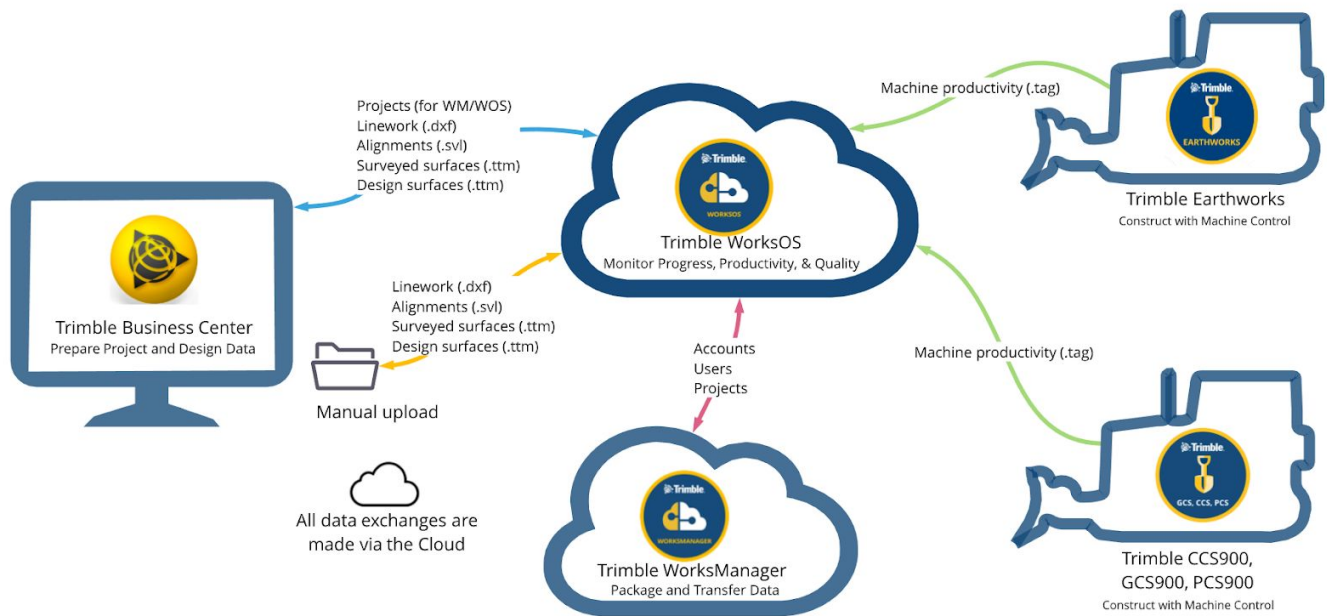 Projects (for WM/WOS)
Linework (.dxf)
Alignments (.svl)
Surveyed surfaces (.ttm)
Design surfaces (.ttm)
Machine productivity (.tag)
Trimble
EARTHWORKS
Trimble Earthworks
Construct with Machine Control
Trimble
WORKSOS
Trimble WorksOS
Monitor Progress, Productivity, & Quality
Trimble Business Center
Prepare Project and Design Data
Linework (.dxf)
Alignments (.svl)
Surveyed surfaces (.ttm)
Design surfaces (.ttm)
Manual upload
Accounts
Users
Projects
Machine productivity (.tag)
Trimble
GCS, CCS, PCS
Trimble CCS900,
GCS900, PCS900
Construct with Machine Control
All data exchanges are
made via the Cloud
Trimble
WORKSMANAGER
Trimble WorksManager
Package and Transfer Data